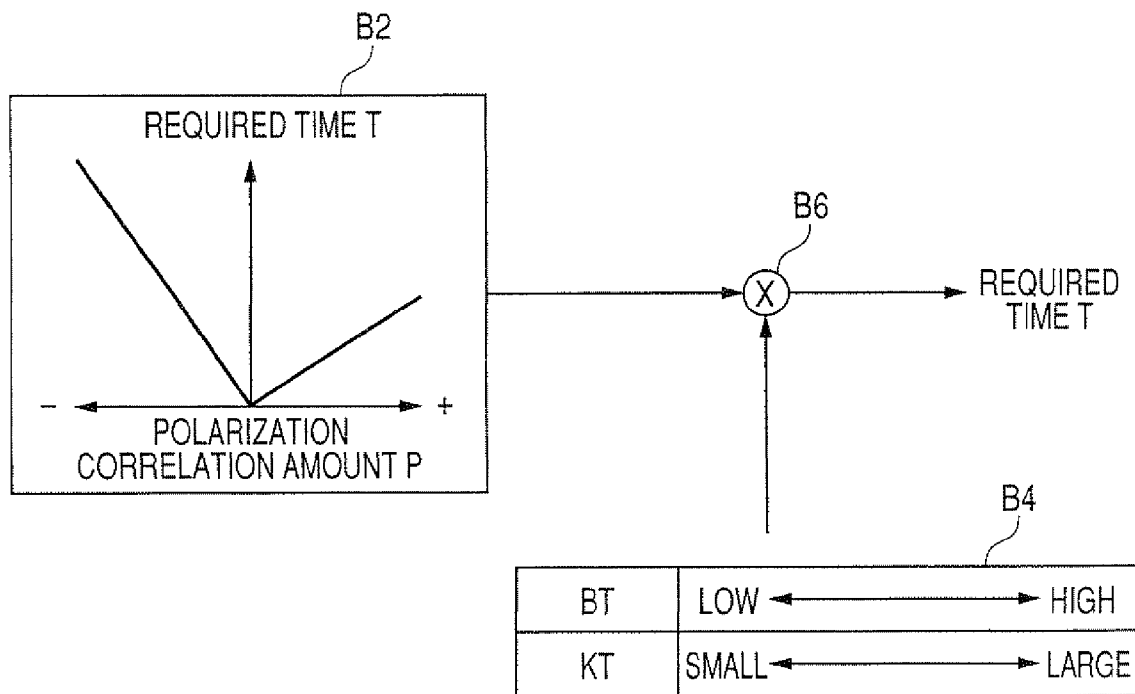 B2
REQUIRED TIME T
B6
X
REQUIRED
TIME T
- +
POLARIZATION
CORRELATION AMOUNT P
B4
BT LOW HIGH
KT SMALL LARGE